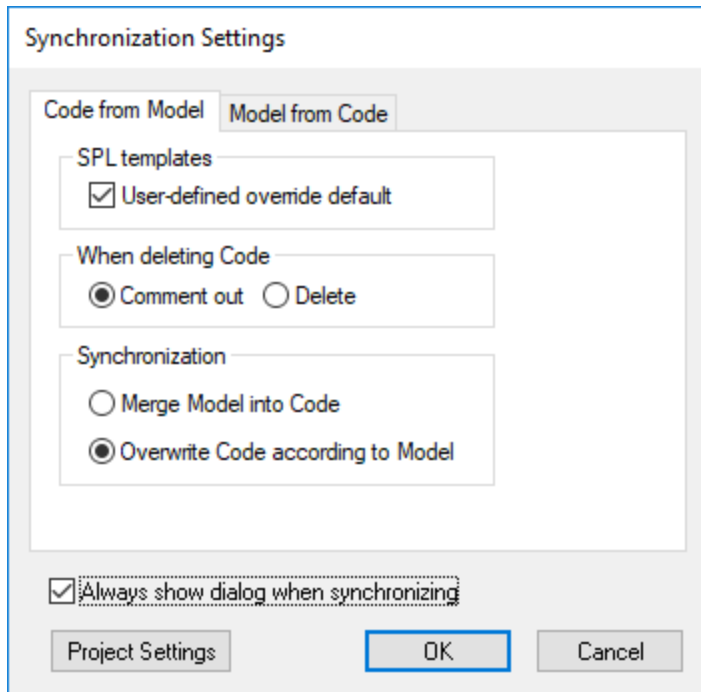 Synchronization Settings
Code from Model Model from Code
SPL templates
User-defined override default
When deleting Code
Comment out Delete
Synchronization
Merge Model into Code
Overwrite Code according to Model
Always show dialog when synchronizing
Project Settings OK Cancel